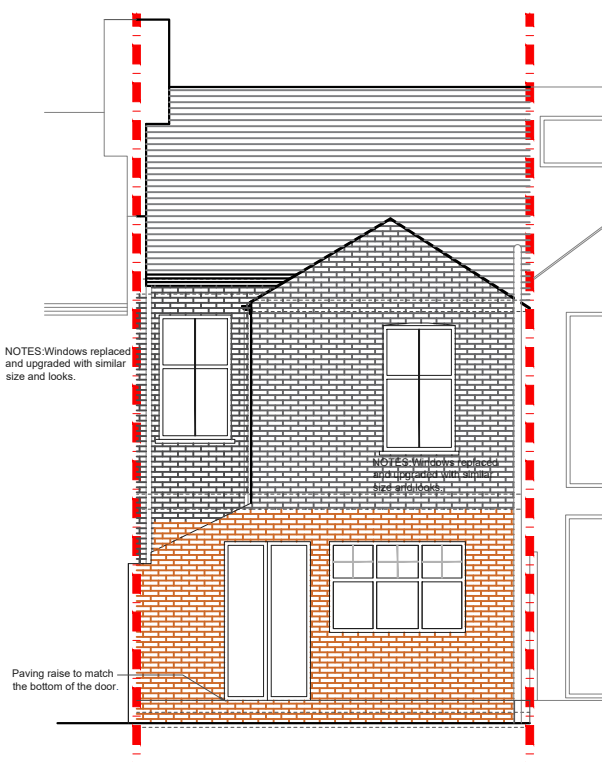 NOTES:Windows replaced
and upgraded with similar
size and looks.
NOTES:Windows replaced
and upgraded with similar
size and looks.
Paving raise to match
the bottom of the door.